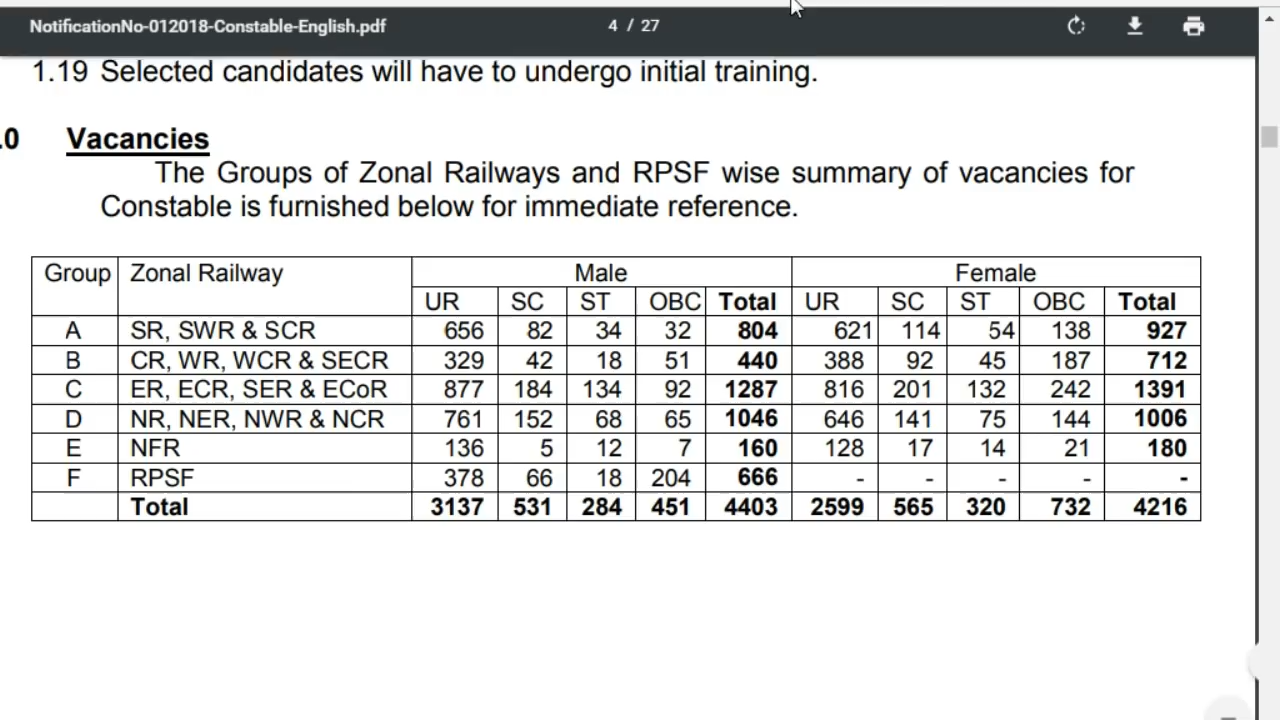 NotificationNo-012018-Constable-English.pdf 4 / 27
1.19 Selected candidates will have to undergo initial training.
.0 Vacancies
The Groups of Zonal Railways and RPSF wise summary of vacancies for
Constable is furnished below for immediate reference.
Group Zonal Railway Male Female
UR SC ST OBC Total UR SC ST OBC Total
A SR, SWR & SCR 656 82 34 32 804 621 114 54 138 927
B CR, WR, WCR & SECR 329 42 18 51 440 388 92 45 187 712
C ER, ECR, SER & ECoR 877 184 134 92 1287 816 201 132 242 1391
D NR, NER, NWR & NCR 761 152 68 65 1046 646 141 75 144 1006
E NFR 136 5 12 7 160 128 17 14 21 180
F RPSF 378 66 18 204 666 - - - - -
Total 3137 531 284 451 4403 2599 565 320 732 4216